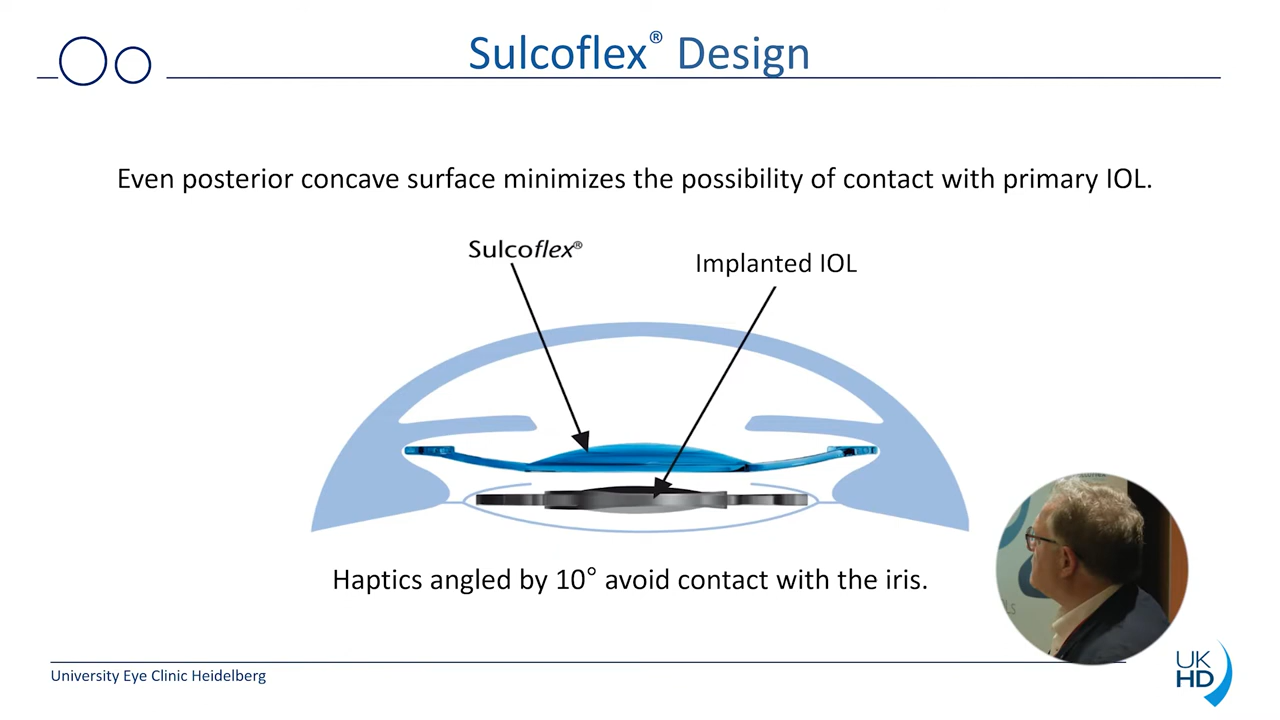 Sulcoflex® Design
Even posterior concave surface minimizes the possibility of contact with primary IOL.
Sulcoflex®
Implanted IOL
Haptics angled by 10° avoid contact with the iris.
University Eye Clinic Heidelberg
UK
HD